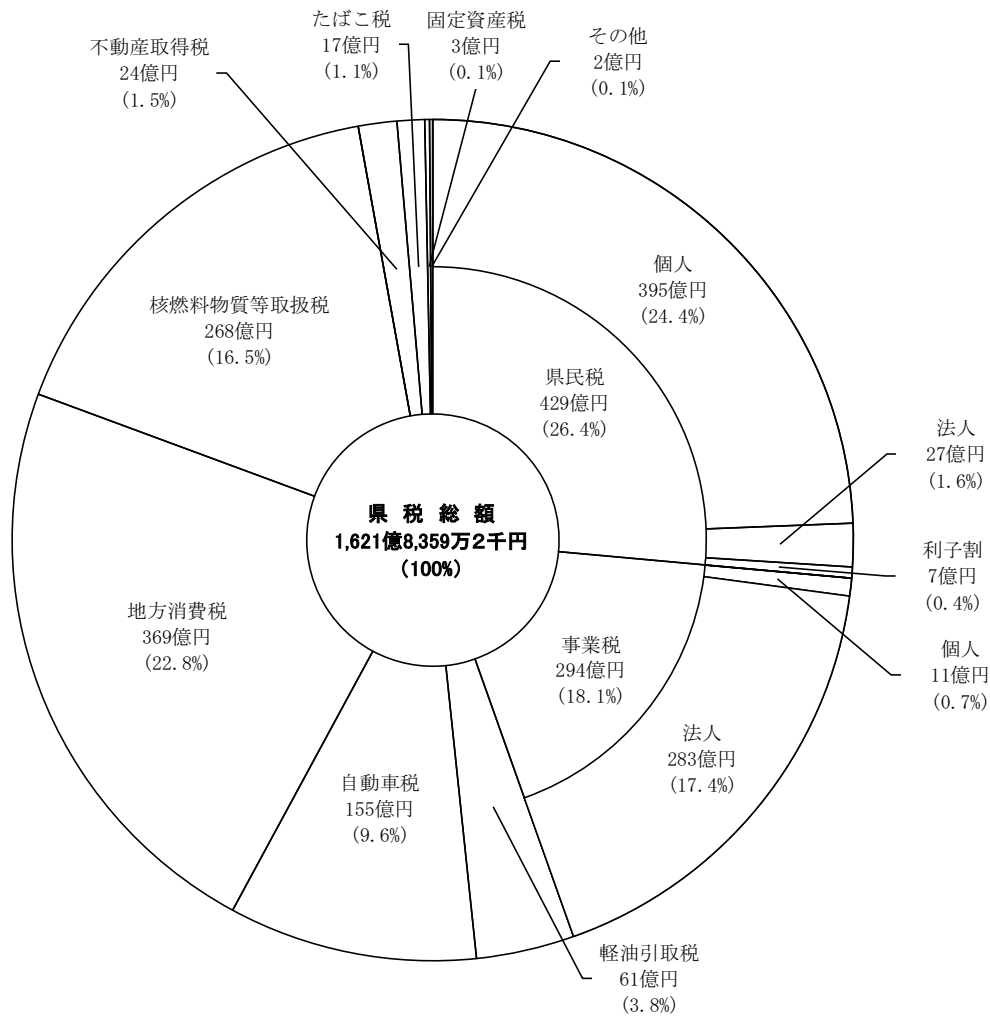 たばこ税
17億円
(1.1%)
固定資産税
3億円
(0.1%)
その他
2億円
(0.1%)
不動産取得税
24億円
(1.5%)
個人
395億円
(24.4%)
核燃料物質等取扱税
268億円
(16.5%)
県民税
429億円
(26.4%)
法人
27億円
(1.6%)
県 税 総 額
1,621億8,359万2千円
(100%)
利子割
7億円
(0.4%)
地方消費税
369億円
(22.8%)
事業税
294億円
(18.1%)
個人
11億円
(0.7%)
法人
283億円
(17.4%)
自動車税
155億円
(9.6%)
軽油引取税
61億円
(3.8%)